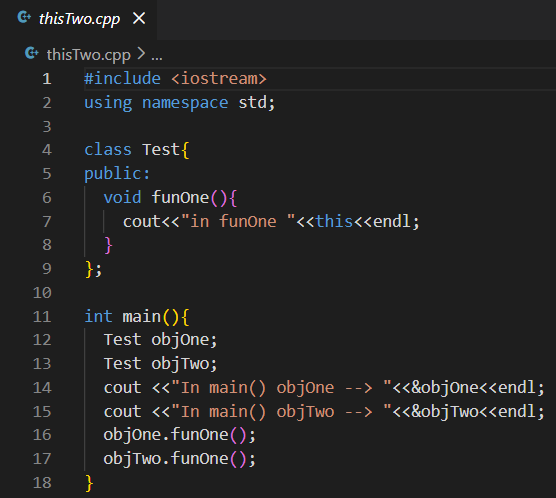 thisTwo.cpp ×
thisTwo.cpp > ...
1 #include <iostream>
2 using namespace std;
3
4 class Test{
5 public:
6   void funOne(){
7     cout<<"in funOne "<<this<<endl;
8   }
9 };
10
11 int main(){
12   Test objOne;
13   Test objTwo;
14   cout <<"In main() objOne --> "<<&objOne<<endl;
15   cout <<"In main() objTwo --> "<<&objTwo<<endl;
16   objOne.funOne();
17   objTwo.funOne();
18 }